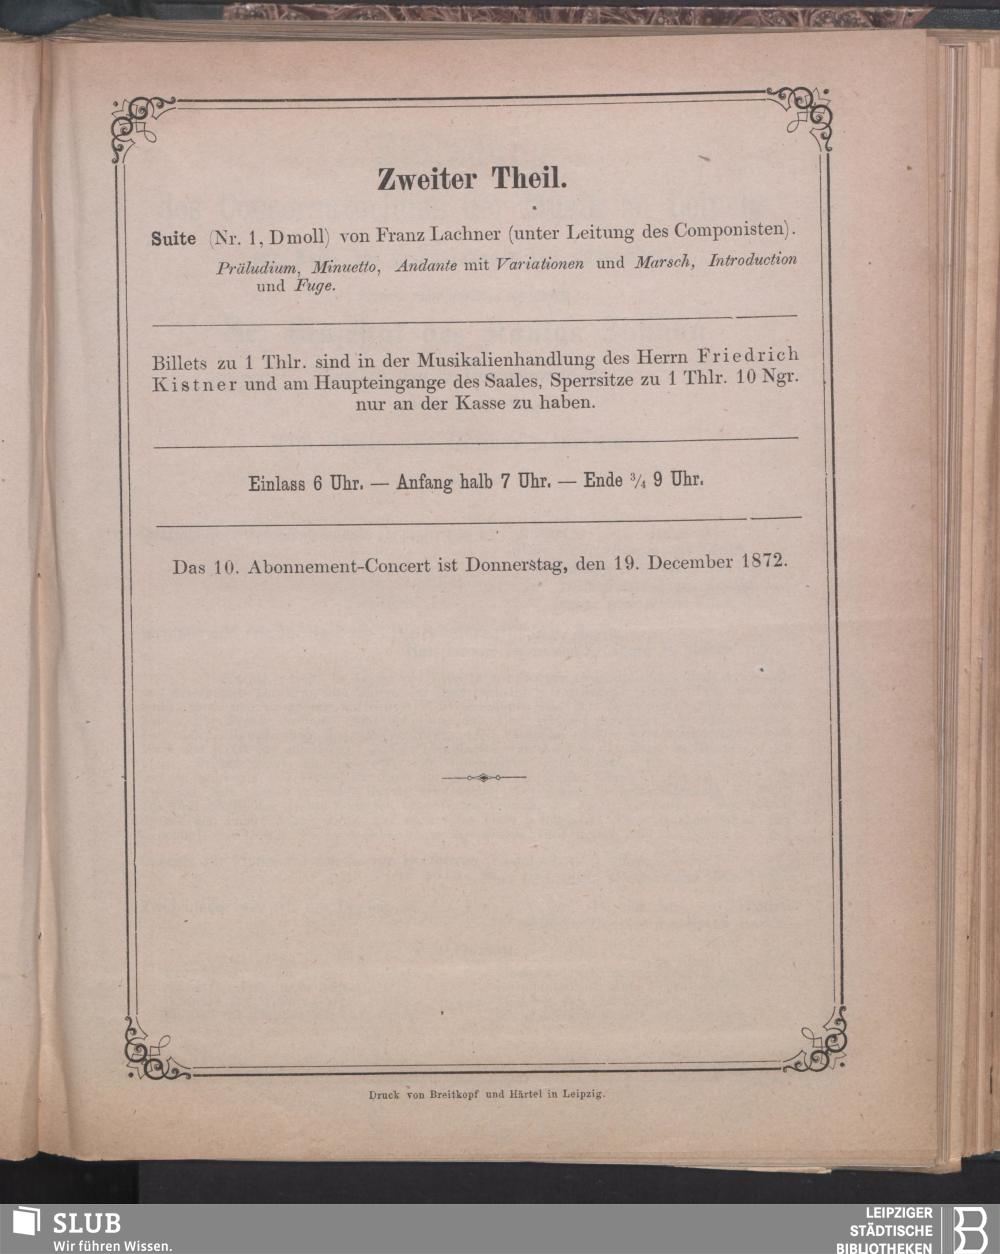 Zweiter Theil.
Suite (Nr. 1, D moll) von Franz Lachner (unter Leitung des Componisten).
Präludium, Minuetto, Andante mit Variationen und Marsch, Introduction
und Fuge.
Billets zu 1 Thlr. sind in der Musikalienhandlung des Herrn Friedrich
Kistner und am Haupteingange des Saales, Sperrsitze zu 1 Thlr. 10 Ngr.
nur an der Kasse zu haben.
Einlass 6 Uhr. — Anfang halb 7 Uhr. — Ende ¾ 9 Uhr.
Das 10. Abonnement-Concert ist Donnerstag, den 19. December 1872.
Druck von Breitkopf und Härtel in Leipzig.
SLUB
Wir führen Wissen.
LEIPZIGER
STÄDTISCHE
BIBLIOTHEKEN